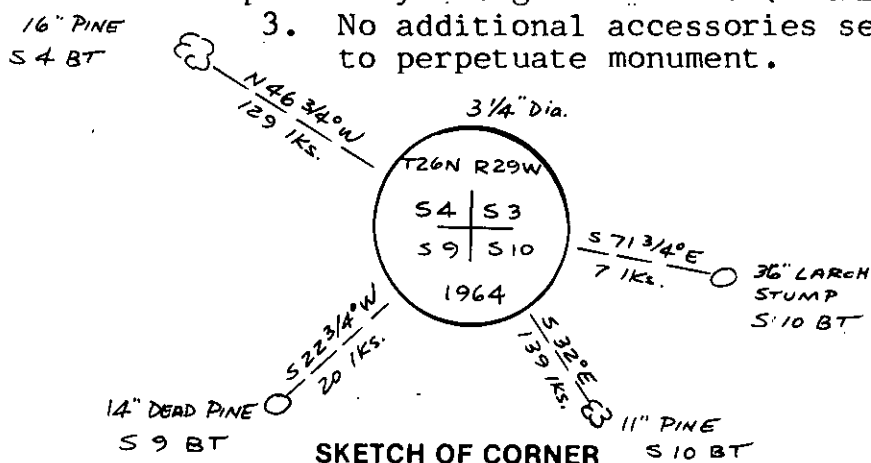 3. No additional accessories se
to perpetuate monument.
16" PINE
S 4 BT
N 46 3/4° W
129 lKs.
3 1/4" Dia.
T26N R29W
S4 S3
S9 S10
1964
S 71 3/4° E
7 lKs.
36" LARCH
STUMP
S 10 BT
S 22 3/4° W
20 lKs.
S 32° E
139 lKs.
14" DEAD PINE
S 9 BT
11" PINE
S 10 BT
SKETCH OF CORNER